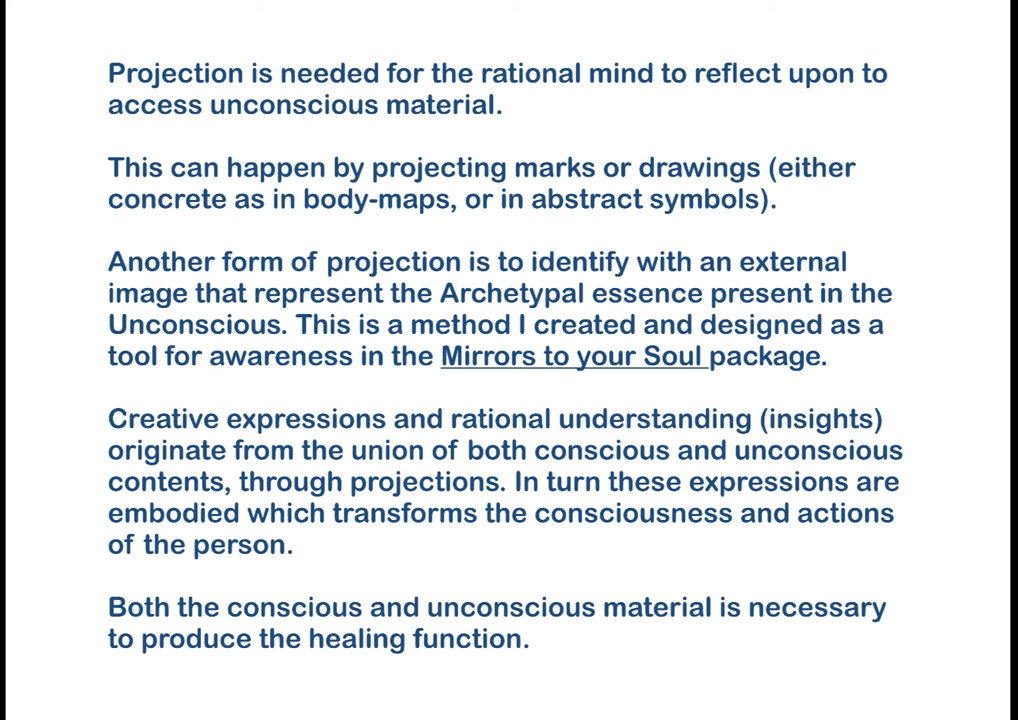 Projection is needed for the rational mind to reflect upon to
access unconscious material.
This can happen by projecting marks or drawings (either
concrete as in body-maps, or in abstract symbols).
Another form of projection is to identify with an external
image that represent the Archetypal essence present in the
Unconscious. This is a method I created and designed as a
tool for awareness in the Mirrors to your Soul package.
Creative expressions and rational understanding (insights)
originate from the union of both conscious and unconscious
contents, through projections. In turn these expressions are
embodied which transforms the consciousness and actions
of the person.
Both the conscious and unconscious material is necessary
to produce the healing function.